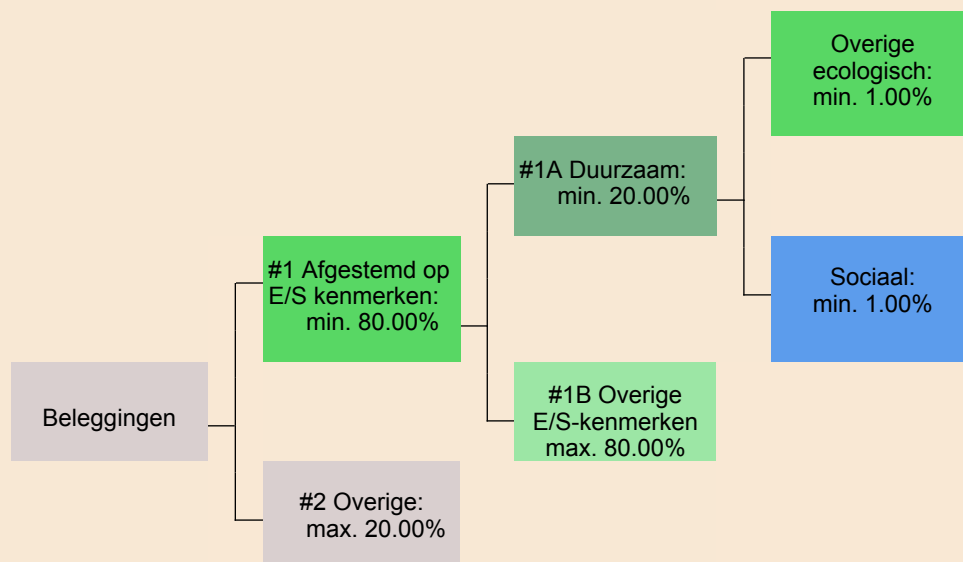 Overige
ecologisch:
min. 1.00%
#1A Duurzaam:
min. 20.00%
#1 Afgestemd op
E/S kenmerken:
min. 80.00%
Sociaal:
min. 1.00%
Beleggingen
#1B Overige
E/S-kenmerken
max. 80.00%
#2 Overige:
max. 20.00%